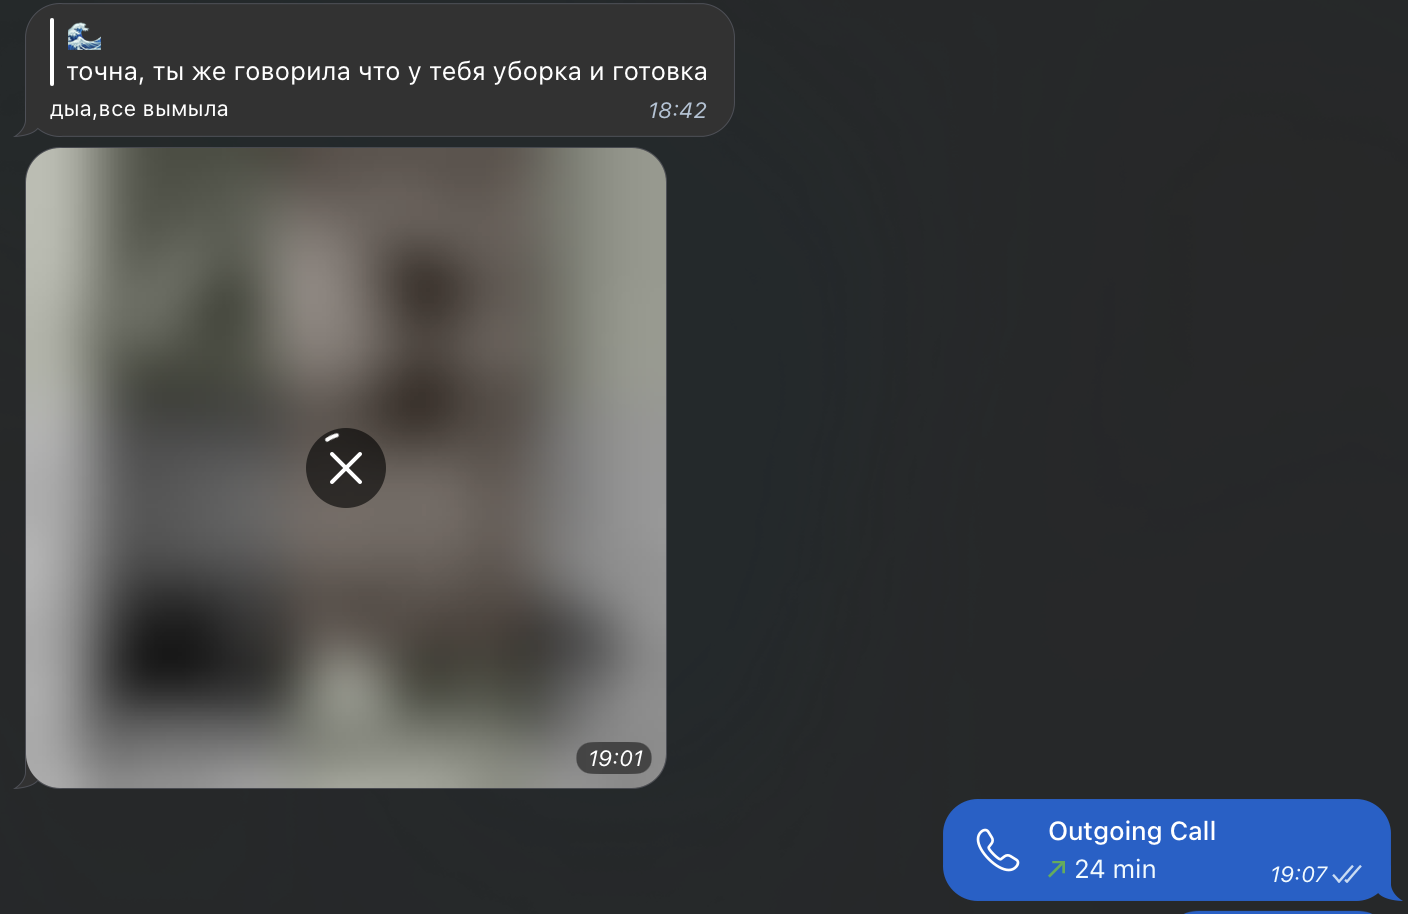 🌊
точна, ты же говорила что у тебя уборка и готовка
дыа,все вымыла
18:42
19:01
Outgoing Call
24 min
19:07